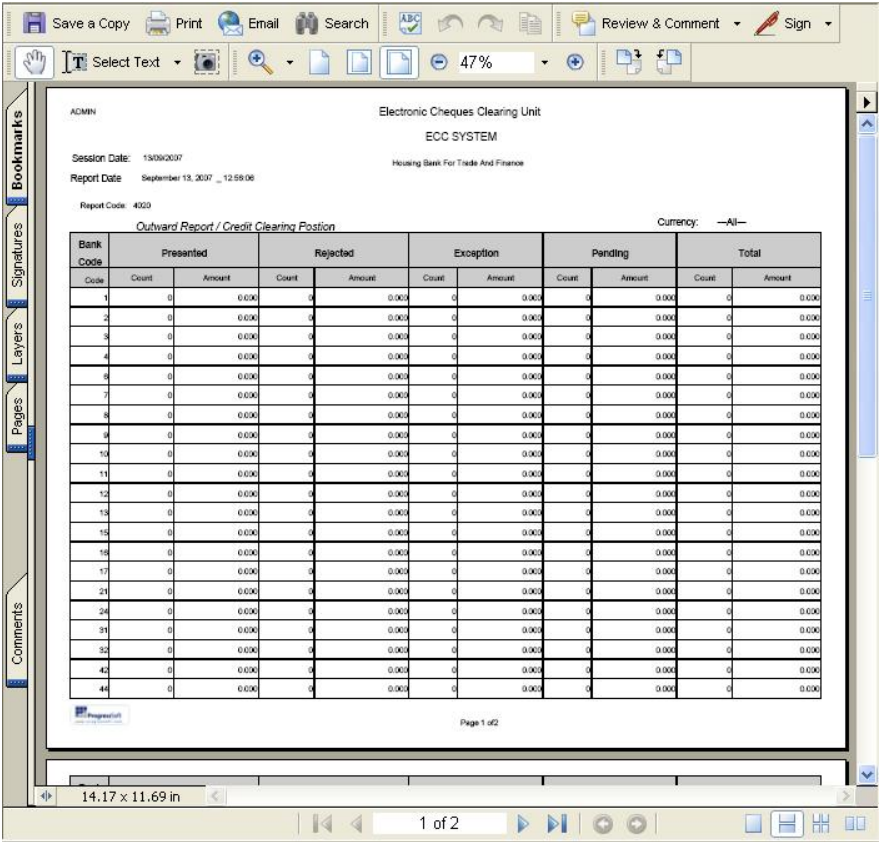 Save a Copy Print Email Search Review & Comment Sign
Select Text 47%
Bookmarks
Signatures
Layers
Pages
Comments
ADMIN Electronic Cheques Clearing Unit
ECC SYSTEM
Session Date: 13/09/2007 Housing Bank For Trade And Finance
Report Date September 13, 2007 _ 12:56:06
Report Code: 4020
Outward Report / Credit Clearing Postion Currency: ---All---
Bank Code Presented Rejected Exception Pending Total
Code Count Amount Count Amount Count Amount Count Amount Count Amount
1 0 0.000 0 0.000 0 0.000 0 0.000 0 0.000
2 0 0.000 0 0.000 0 0.000 0 0.000 0 0.000
3 0 0.000 0 0.000 0 0.000 0 0.000 0 0.000
4 0 0.000 0 0.000 0 0.000 0 0.000 0 0.000
6 0 0.000 0 0.000 0 0.000 0 0.000 0 0.000
7 0 0.000 0 0.000 0 0.000 0 0.000 0 0.000
8 0 0.000 0 0.000 0 0.000 0 0.000 0 0.000
9 0 0.000 0 0.000 0 0.000 0 0.000 0 0.000
10 0 0.000 0 0.000 0 0.000 0 0.000 0 0.000
11 0 0.000 0 0.000 0 0.000 0 0.000 0 0.000
12 0 0.000 0 0.000 0 0.000 0 0.000 0 0.000
13 0 0.000 0 0.000 0 0.000 0 0.000 0 0.000
15 0 0.000 0 0.000 0 0.000 0 0.000 0 0.000
16 0 0.000 0 0.000 0 0.000 0 0.000 0 0.000
17 0 0.000 0 0.000 0 0.000 0 0.000 0 0.000
21 0 0.000 0 0.000 0 0.000 0 0.000 0 0.000
24 0 0.000 0 0.000 0 0.000 0 0.000 0 0.000
31 0 0.000 0 0.000 0 0.000 0 0.000 0 0.000
32 0 0.000 0 0.000 0 0.000 0 0.000 0 0.000
42 0 0.000 0 0.000 0 0.000 0 0.000 0 0.000
44 0 0.000 0 0.000 0 0.000 0 0.000 0 0.000
ProgressSoft
Page 1 of2
14.17 x 11.69 in
1 of 2